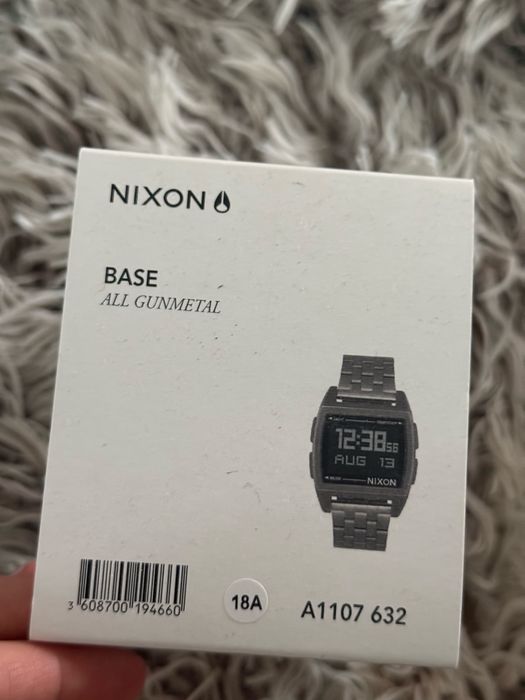 NIXON
BASE
ALL GUNMETAL
12:38 56
AUG 13
NIXON
3 608700 194660
18A
A1107 632